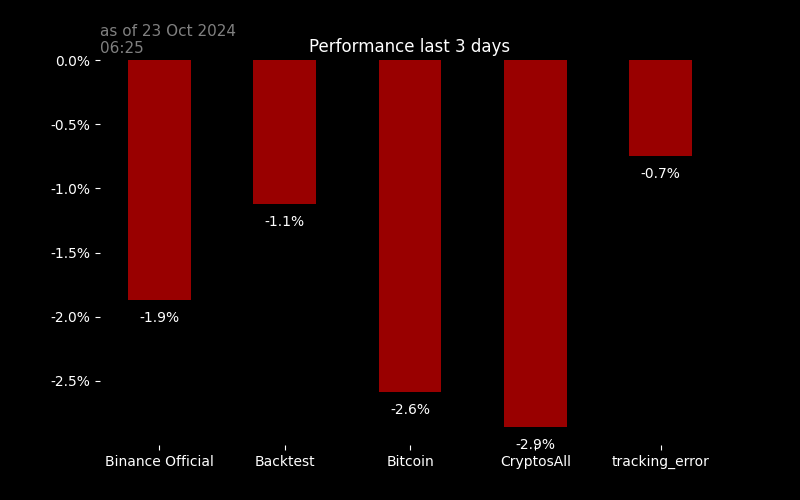 as of 23 Oct 2024
06:25
Performance last 3 days
0.0%
-0.5%
-1.0%
-1.5%
-2.0%
-2.5%
-1.9%
-1.1%
-2.6%
-2.9%
-0.7%
Binance Official
Backtest
Bitcoin
CryptosAll
tracking_error